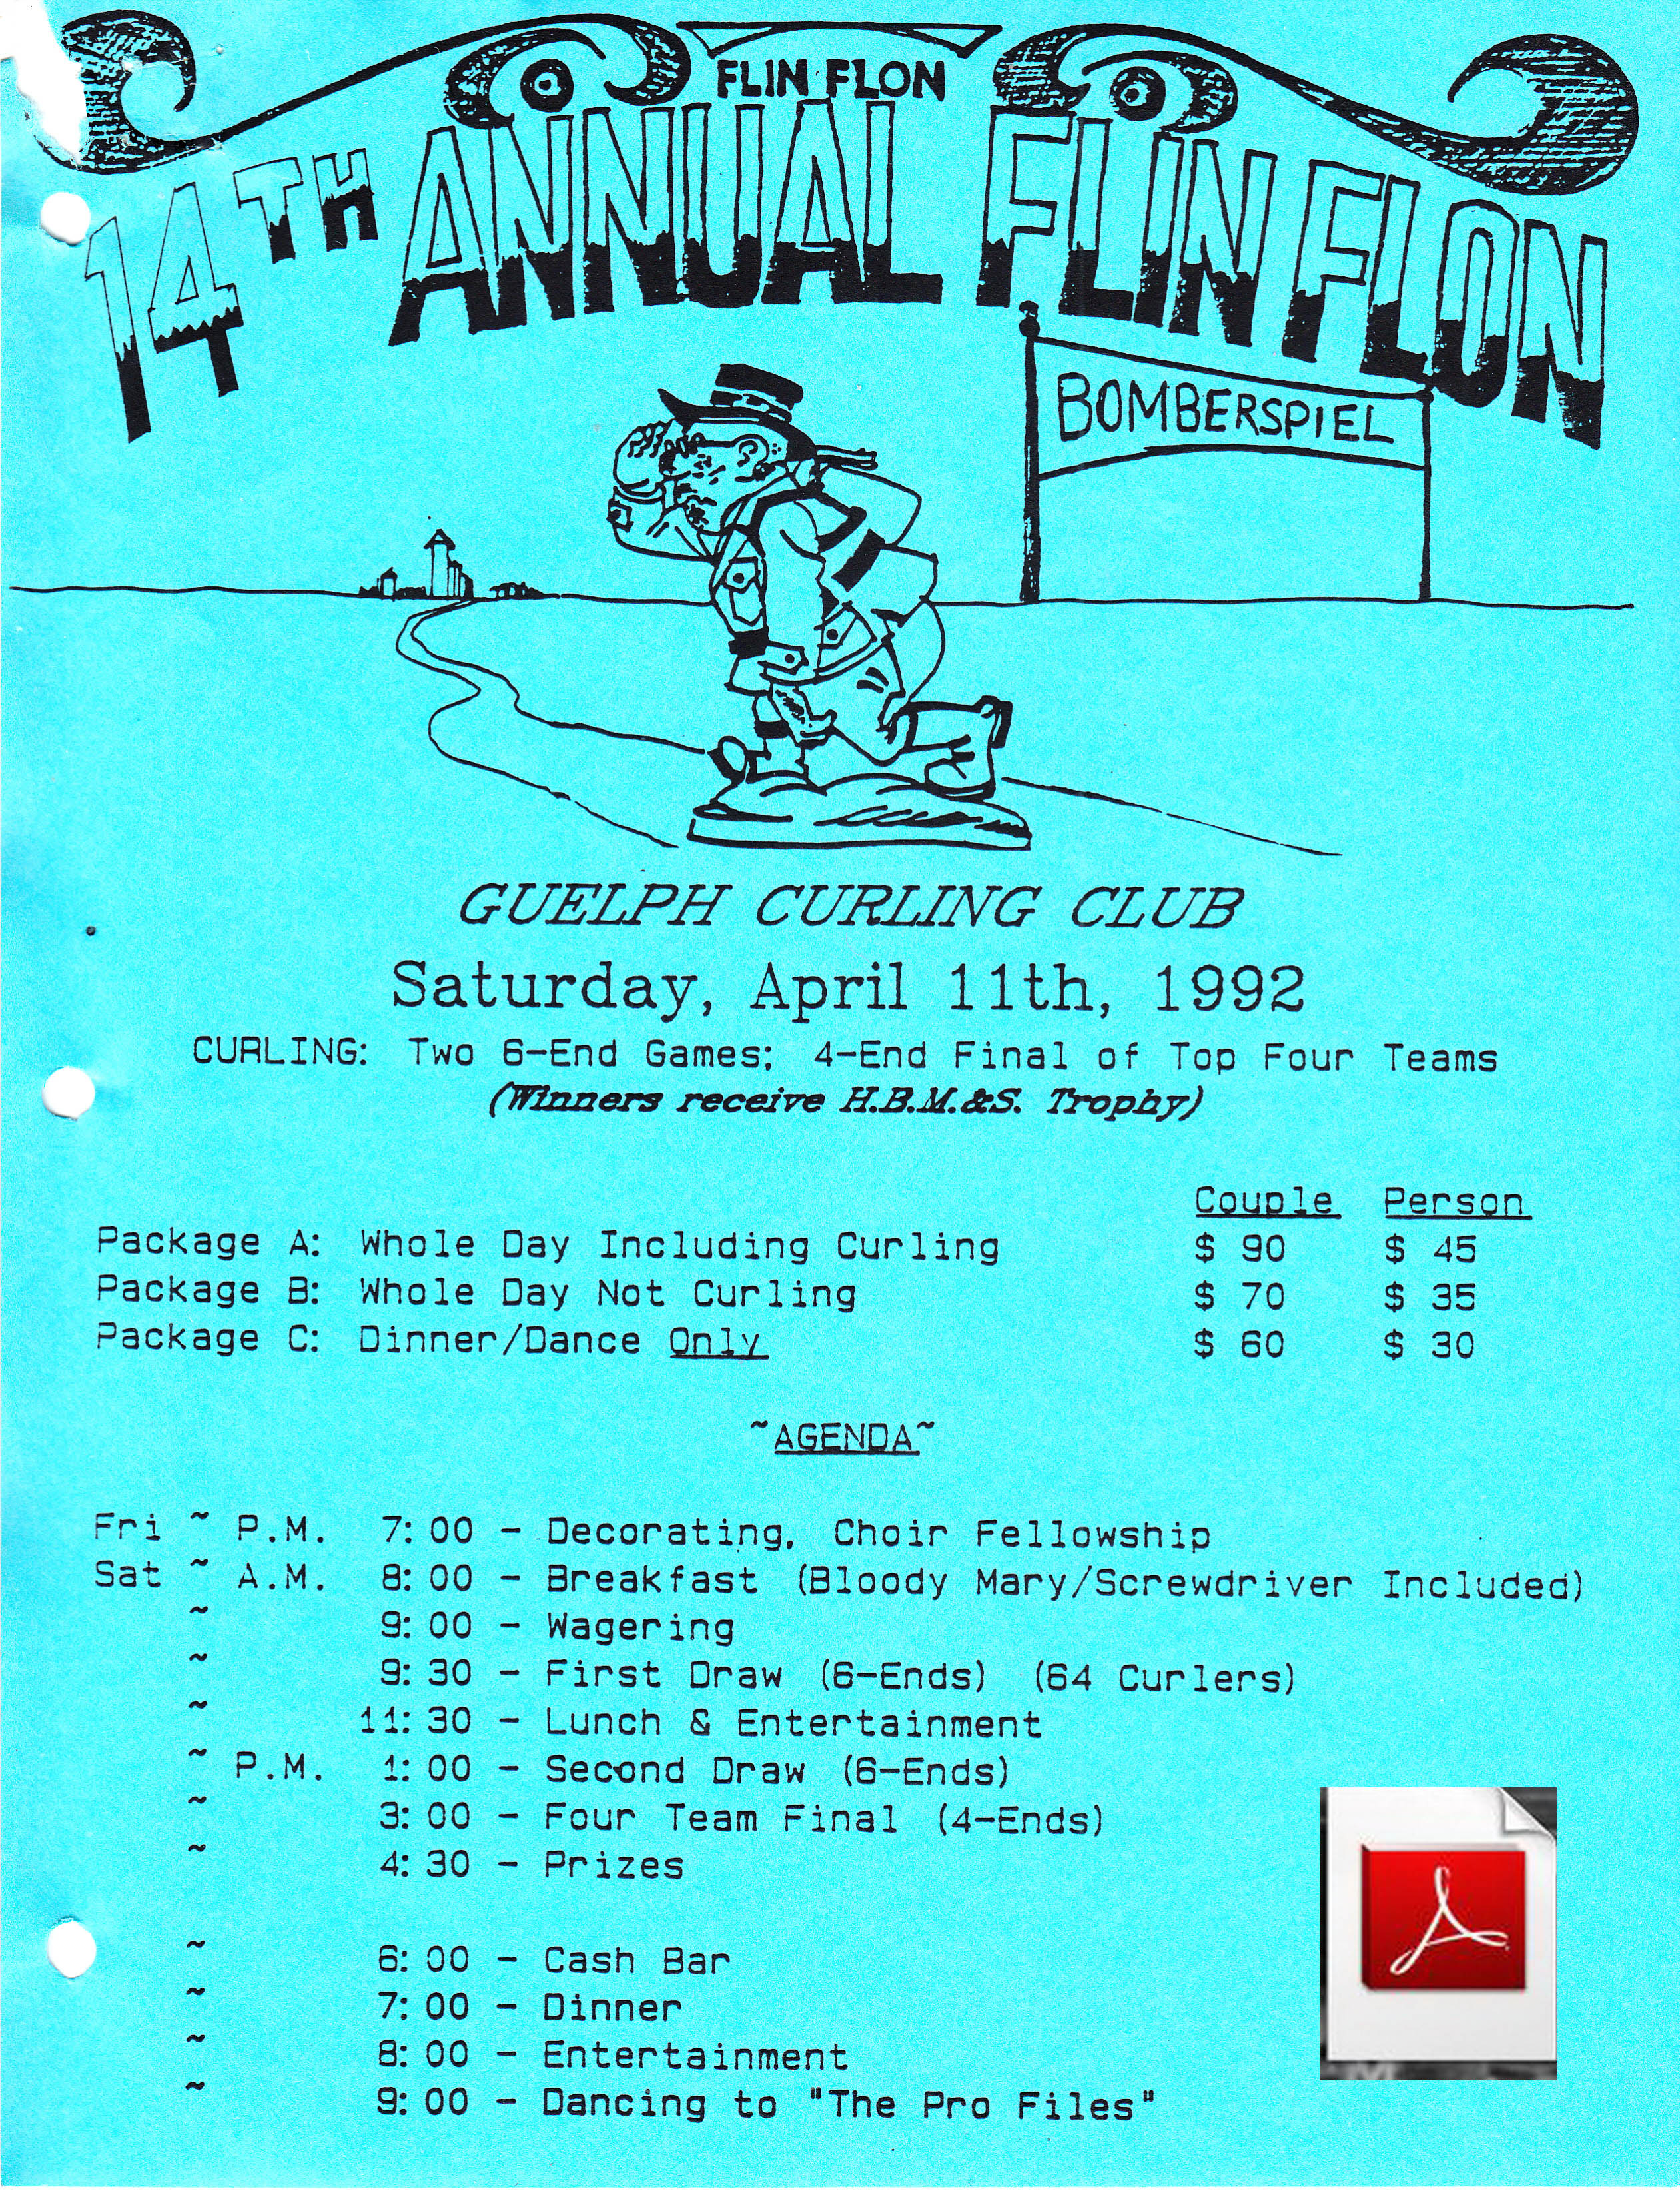 FLIN FLON
14TH ANNUAL FLIN FLON
BOMBERSPIEL
GUELPH CURLING CLUB
Saturday, April 11th, 1992
CURLING: Two 6-End Games; 4-End Final of Top Four Teams
(Winners receive H.B.M.&S. Trophy)
Couple Person
Package A: Whole Day Including Curling $ 90 $ 45
Package B: Whole Day Not Curling $ 70 $ 35
Package C: Dinner/Dance Only $ 60 $ 30
~AGENDA~
Fri ~ P.M. 7:00 - Decorating, Choir Fellowship
Sat ~ A.M. 8:00 - Breakfast (Bloody Mary/Screwdriver Included)
~ 9:00 - Wagering
~ 9:30 - First Draw (6-Ends) (64 Curlers)
~ 11:30 - Lunch & Entertainment
~ P.M. 1:00 - Second Draw (6-Ends)
~ 3:00 - Four Team Final (4-Ends)
~ 4:30 - Prizes
~ 6:00 - Cash Bar
~ 7:00 - Dinner
~ 8:00 - Entertainment
~ 9:00 - Dancing to "The Pro Files"